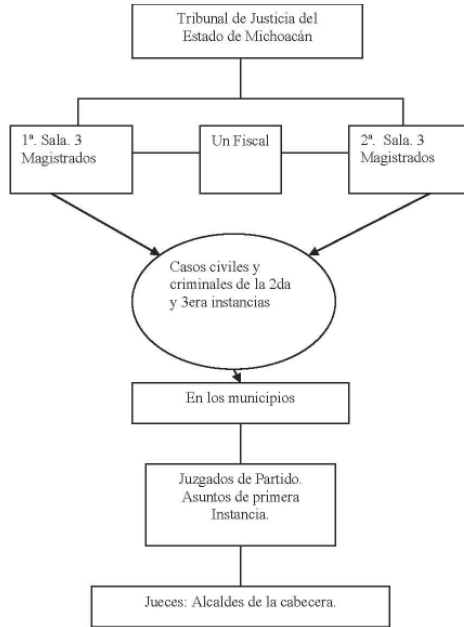 Tribunal de Justicia del
Estado de Michoacán
1ª. Sala. 3
Magistrados
Un Fiscal
2ª. Sala. 3
Magistrados
Casos civiles y
criminales de la 2da
y 3era instancias
En los municipios
Juzgados de Partido.
Asuntos de primera
Instancia.
Jueces: Alcaldes de la cabecera.